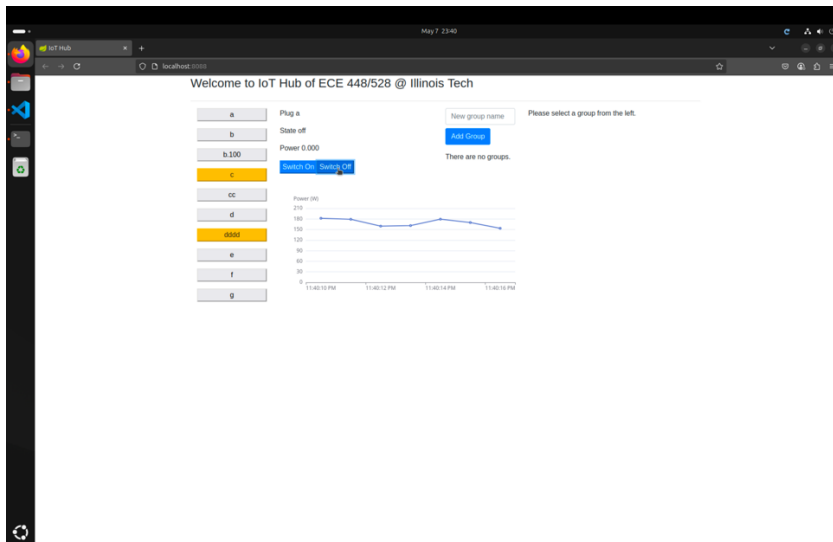 May 7 23:40
IoT Hub
localhost:8088
Welcome to IoT Hub of ECE 448/528 @ Illinois Tech
a
b
b.100
c
cc
d
dddd
e
f
g
Plug a
State off
Power 0.000
Switch On
Switch Off
Power (W)
210
180
150
120
90
60
30
0
11:40:10 PM
11:40:12 PM
11:40:14 PM
11:40:16 PM
New group name
Add Group
There are no groups.
Please select a group from the left.